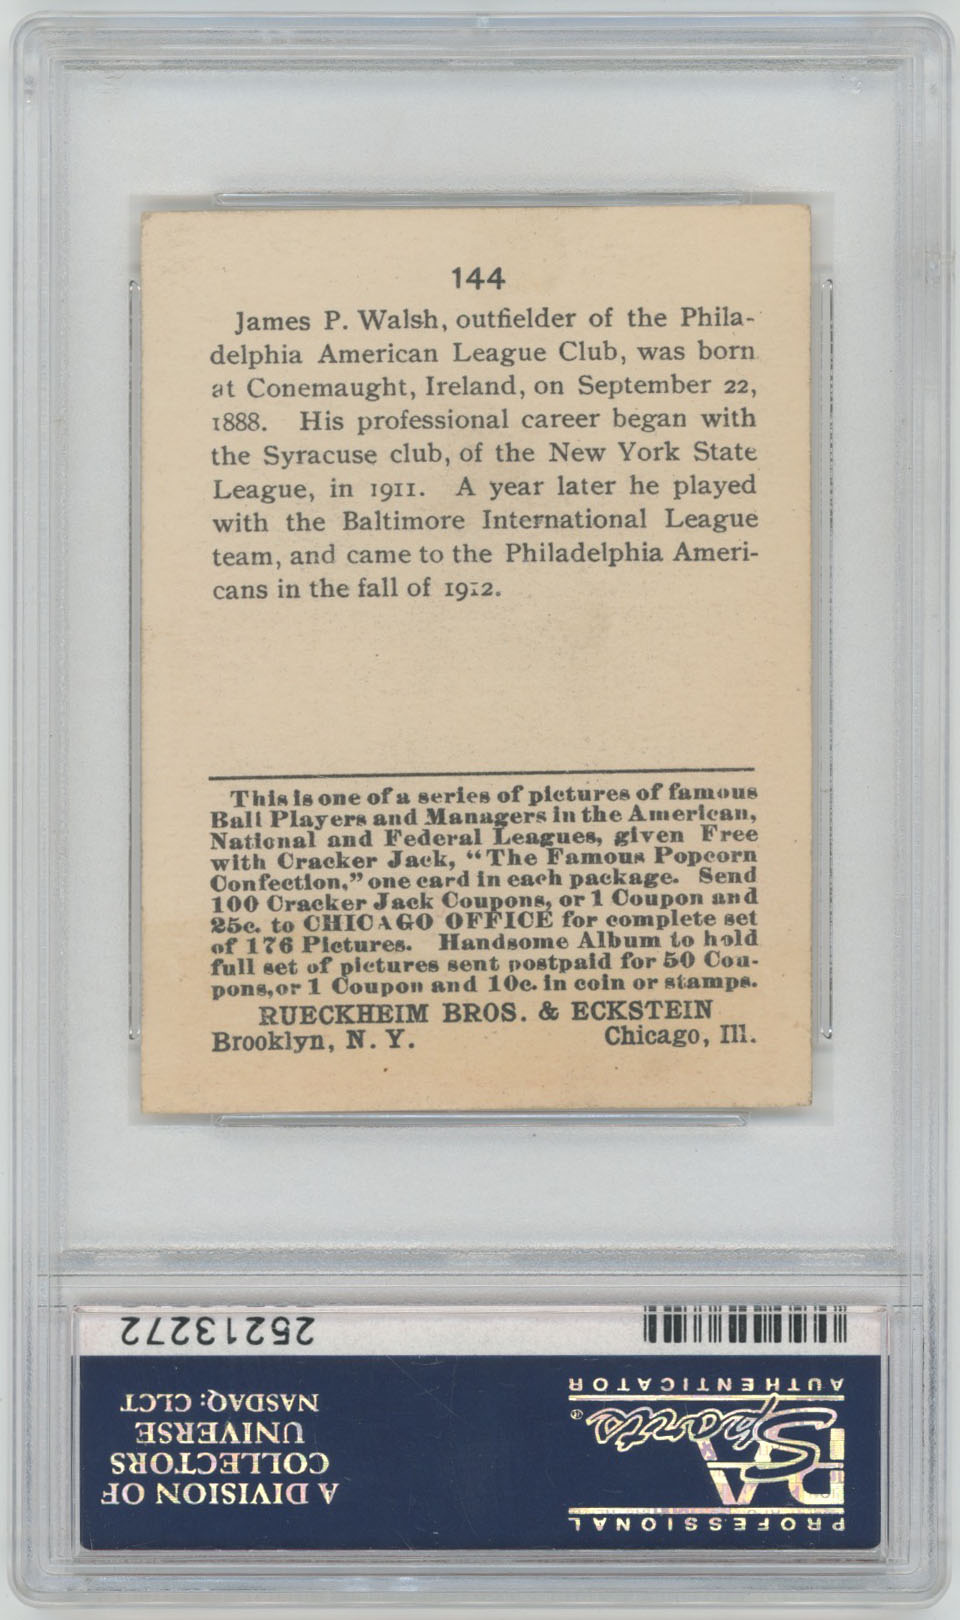 144
James P. Walsh, outfielder of the Phila-
delphia American League Club, was born
at Conemaught, Ireland, on September 22,
1888. His professional career began with
the Syracuse club, of the New York State
League, in 1911. A year later he played
with the Baltimore International League
team, and came to the Philadelphia Ameri-
cans in the fall of 1912.
This is one of a series of pictures of famous
Ball Players and Managers in the American,
National and Federal Leagues, given Free
with Cracker Jack, "The Famous Popcorn
Confection," one card in each package. Send
100 Cracker Jack Coupons, or 1 Coupon and
25c. to CHICAGO OFFICE for complete set
of 176 Pictures. Handsome Album to hold
full set of pictures sent postpaid for 50 Cou-
pons, or 1 Coupon and 10c. in coin or stamps.
RUECKHEIM BROS. & ECKSTEIN
Brooklyn, N. Y. Chicago, Ill.
PROFESSIONAL
PSA
Sports ®
AUTHENTICATOR
A DIVISION OF
COLLECTORS
UNIVERSE
NASDAQ: CLCT
25213272